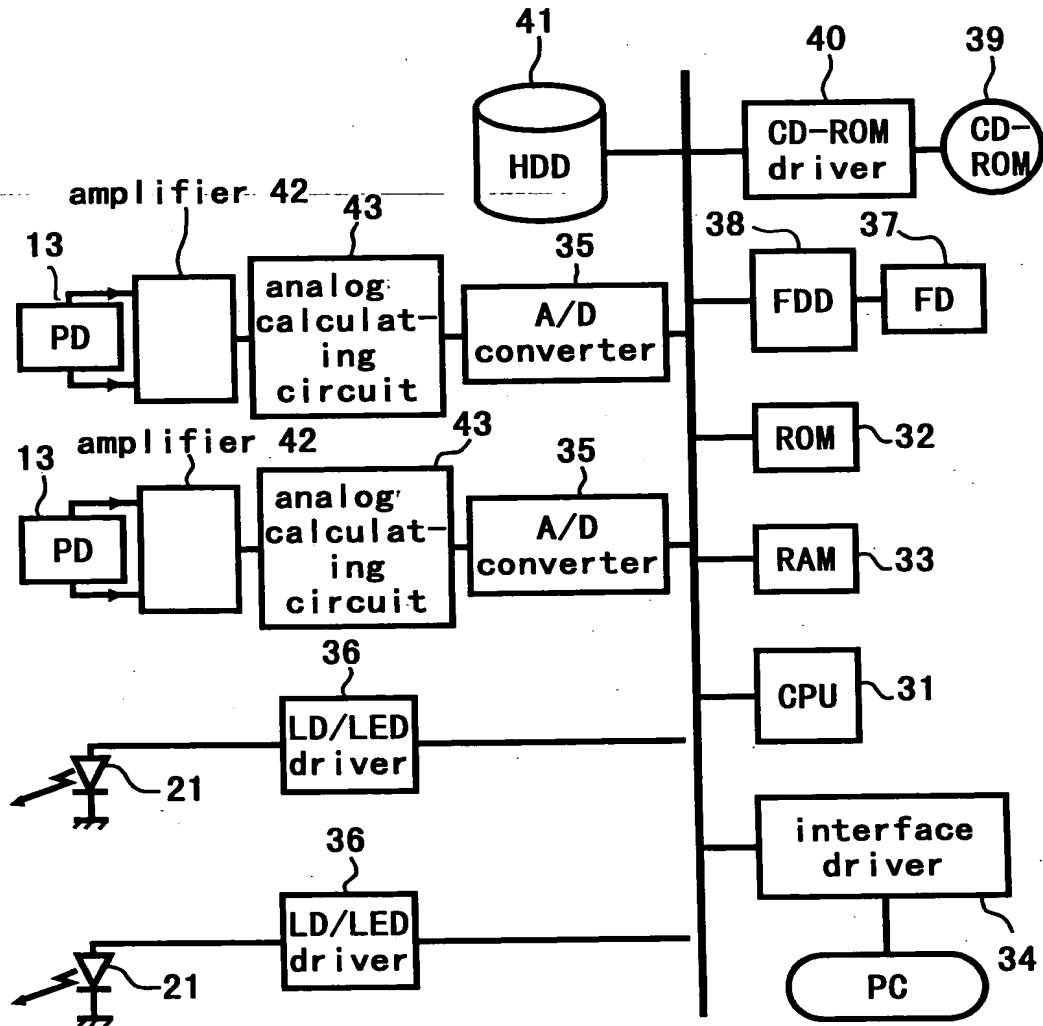 41
40
39
HDD
CD-ROM
driver
CD-
ROM
amplifier 42
43
13
PD
analog
calculat-
ing
circuit
35
A/D
converter
38
37
FDD
FD
amplifier 42
43
13
PD
analog
calculat-
ing
circuit
35
A/D
converter
ROM
32
RAM
33
36
LD/LED
driver
21
CPU
31
36
LD/LED
driver
21
interface
driver
34
PC